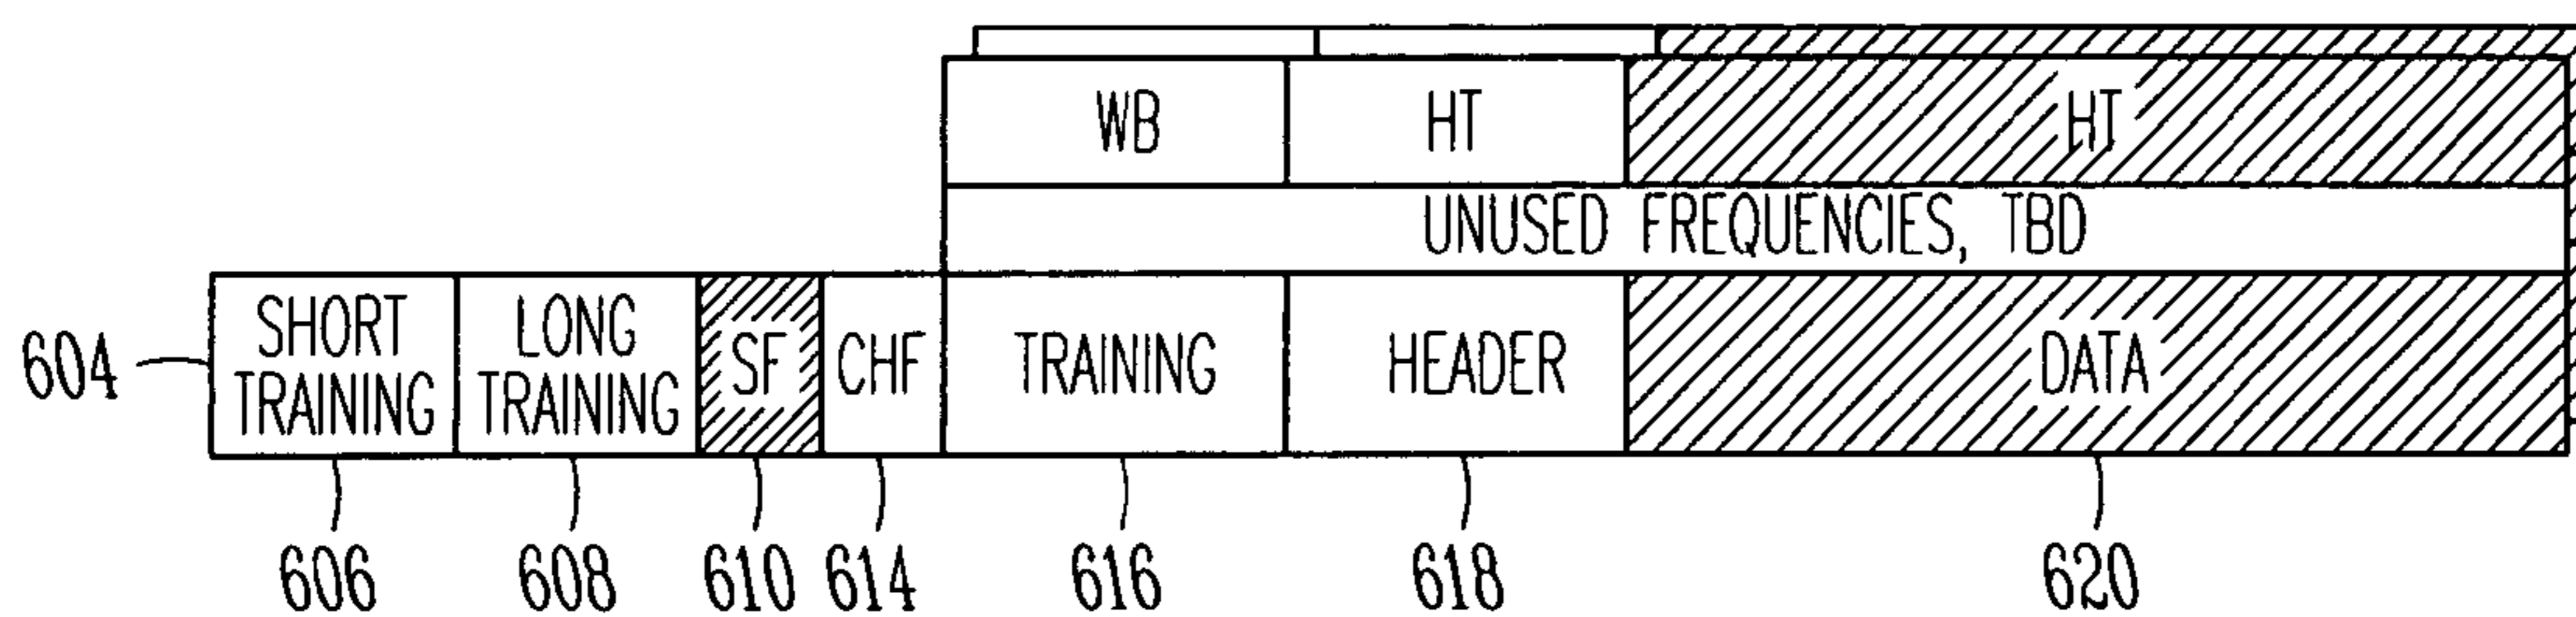 WB HT HT
UNUSED FREQUENCIES, TBD
604
SHORT TRAINING
LONG TRAINING
SF
CHF
TRAINING
HEADER
DATA
606 608 610 614 616 618 620